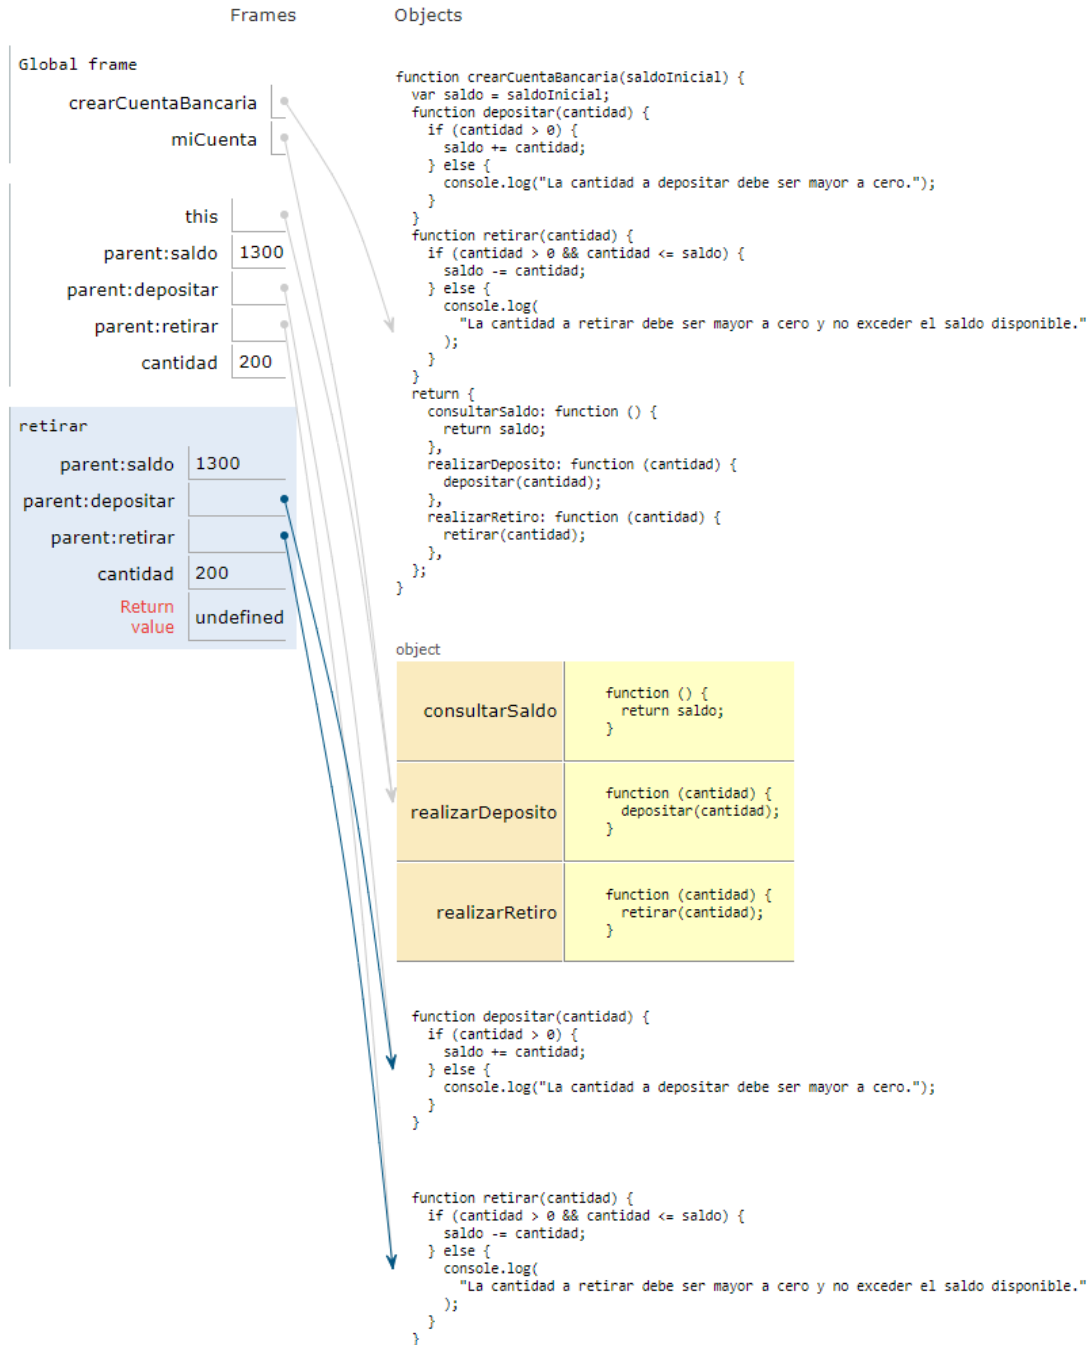 Frames Objects
Global frame
crearCuentaBancaria
miCuenta
this
parent:saldo 1300
parent:depositar
parent:retirar
cantidad 200
retirar
parent:saldo 1300
parent:depositar
parent:retirar
cantidad 200
Return
value undefined
function crearCuentaBancaria(saldoInicial) {
  var saldo = saldoInicial;
  function depositar(cantidad) {
    if (cantidad > 0) {
      saldo += cantidad;
    } else {
      console.log("La cantidad a depositar debe ser mayor a cero.");
    }
  }
  function retirar(cantidad) {
    if (cantidad > 0 && cantidad <= saldo) {
      saldo -= cantidad;
    } else {
      console.log(
        "La cantidad a retirar debe ser mayor a cero y no exceder el saldo disponible."
      );
    }
  }
  return {
    consultarSaldo: function () {
      return saldo;
    },
    realizarDeposito: function (cantidad) {
      depositar(cantidad);
    },
    realizarRetiro: function (cantidad) {
      retirar(cantidad);
    },
  };
}
object
consultarSaldo
function () {
  return saldo;
}
realizarDeposito
function (cantidad) {
  depositar(cantidad);
}
realizarRetiro
function (cantidad) {
  retirar(cantidad);
}
function depositar(cantidad) {
  if (cantidad > 0) {
    saldo += cantidad;
  } else {
    console.log("La cantidad a depositar debe ser mayor a cero.");
  }
}
function retirar(cantidad) {
  if (cantidad > 0 && cantidad <= saldo) {
    saldo -= cantidad;
  } else {
    console.log(
      "La cantidad a retirar debe ser mayor a cero y no exceder el saldo disponible."
    );
  }
}